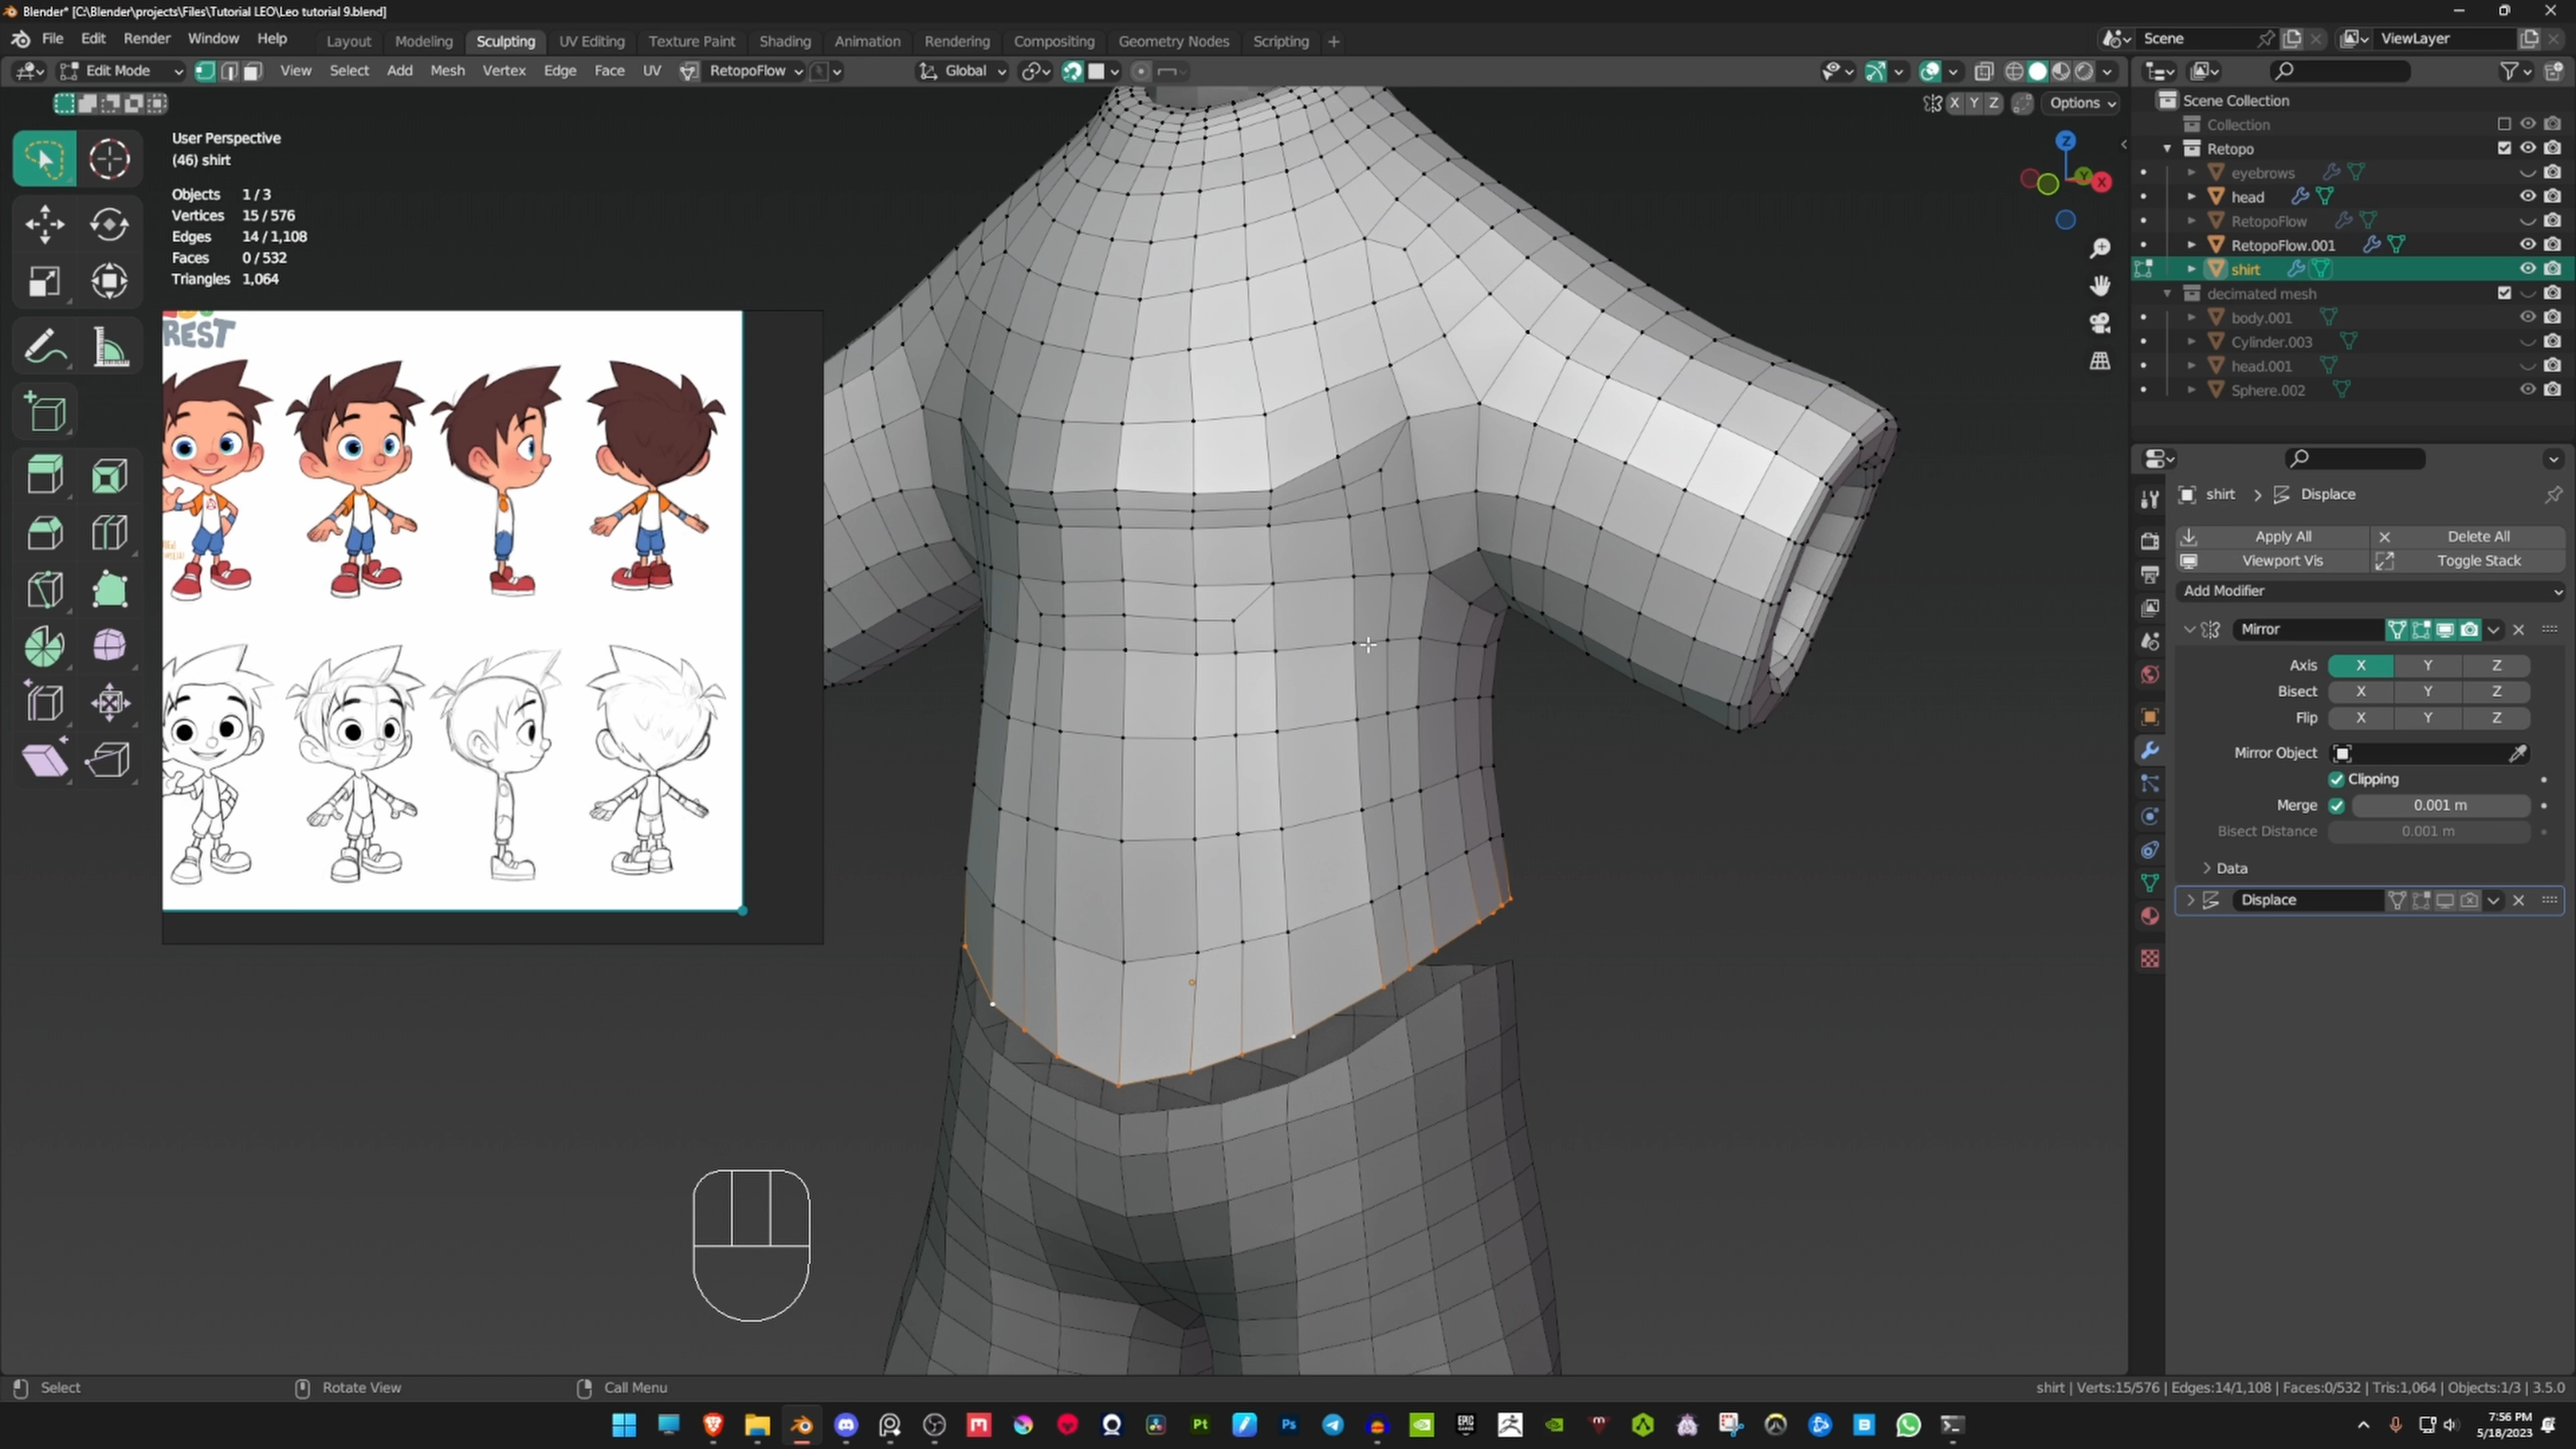 Blender* [C:\Blender\projects\Files\Tutorial LEO\Leo tutorial 9.blend]
File Edit Render Window Help Layout Modeling Sculpting UV Editing Texture Paint Shading Animation Rendering Compositing Geometry Nodes Scripting + Scene ViewLayer
Edit Mode View Select Add Mesh Vertex Edge Face UV RetopoFlow Global
X Y Z Options
User Perspective
(46) shirt
Objects 1 / 3
Vertices 15 / 576
Edges 14 / 1,108
Faces 0 / 532
Triangles 1,064
REST
Z
Y
X
Scene Collection
Collection
Retopo
eyebrows
head
RetopoFlow
RetopoFlow.001
shirt
decimated mesh
body.001
Cylinder.003
head.001
Sphere.002
shirt > Displace
Apply All Delete All
Viewport Vis Toggle Stack
Add Modifier
Mirror
Axis X Y Z
Bisect X Y Z
Flip X Y Z
Mirror Object
Clipping
Merge 0.001 m
Bisect Distance 0.001 m
Data
Displace
Select Rotate View Call Menu shirt | Verts:15/576 | Edges:14/1,108 | Faces:0/532 | Tris:1,064 | Objects:1/3 | 3.5.0
7:56 PM
5/18/2023